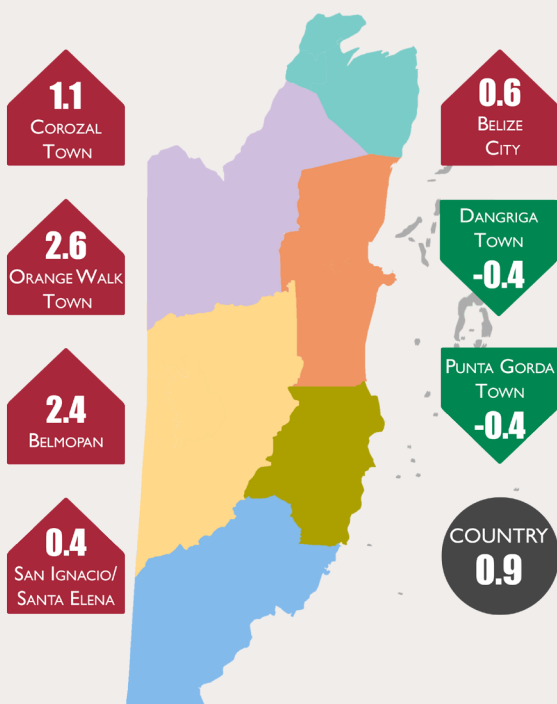 1.1
Corozal
Town
2.6
Orange Walk
Town
2.4
Belmopan
0.4
San Ignacio/
Santa Elena
0.6
Belize
City
Dangriga
Town
-0.4
Punta Gorda
Town
-0.4
COUNTRY
0.9